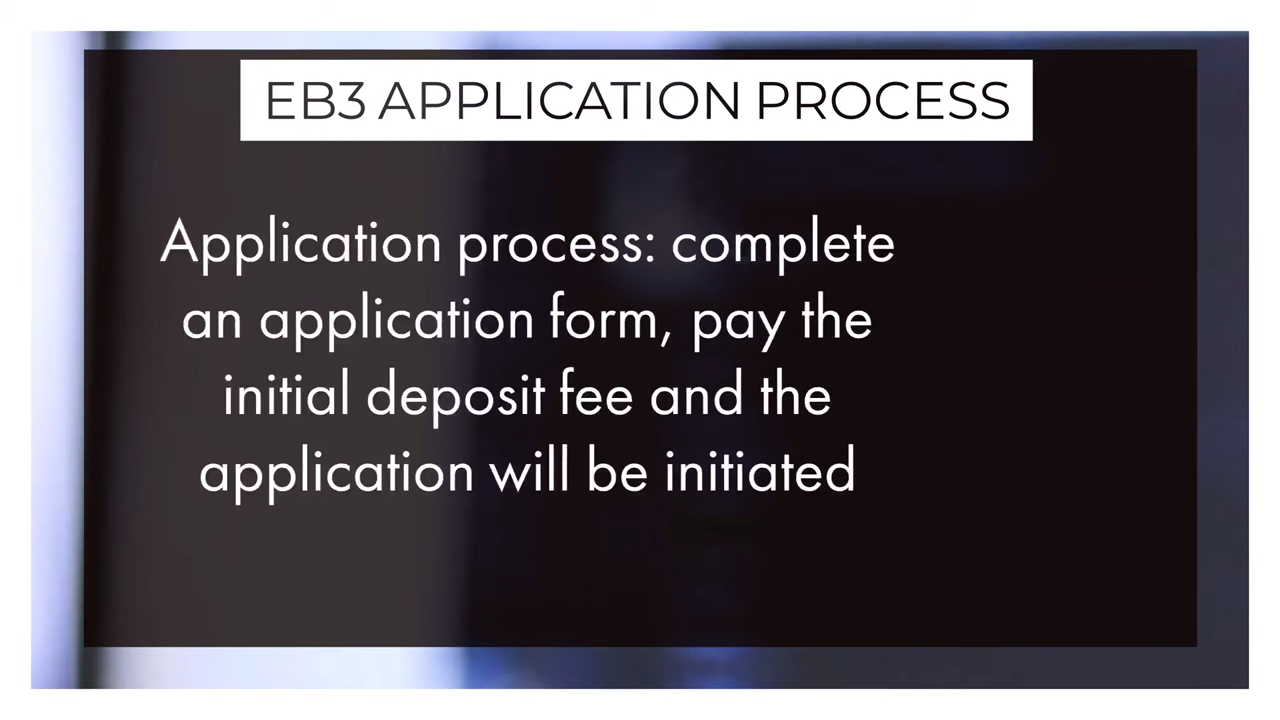 EB3 APPLICATION PROCESS
Application process: complete
an application form, pay the
initial deposit fee and the
application will be initiated